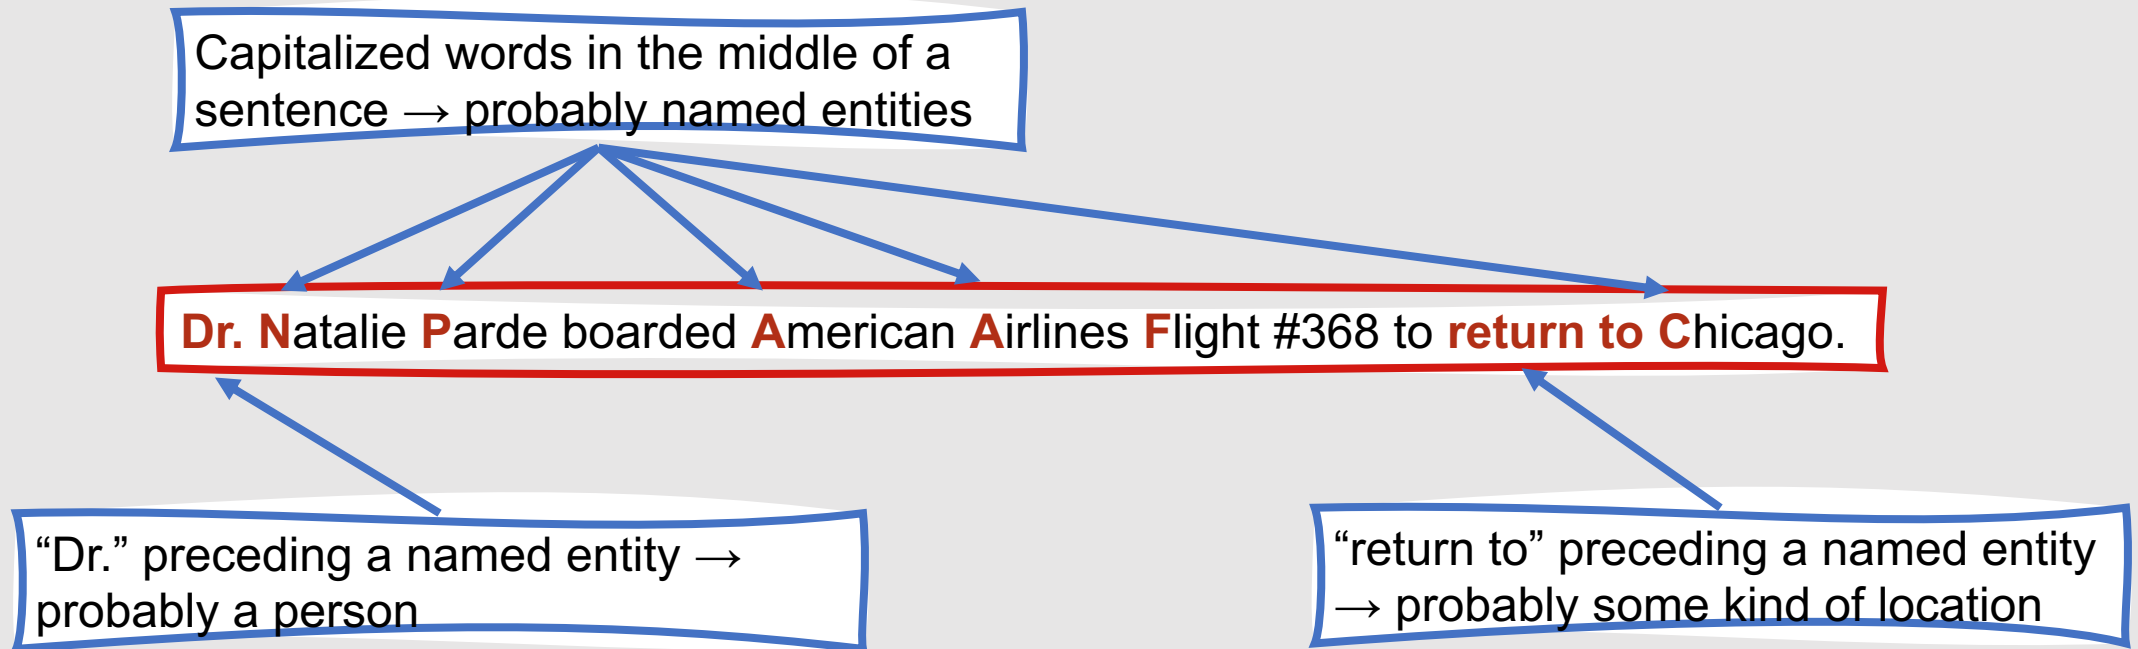 Capitalized words in the middle of a
sentence → probably named entities
Dr. Natalie Parde boarded American Airlines Flight #368 to return to Chicago.
“Dr.” preceding a named entity →
probably a person
“return to” preceding a named entity
→ probably some kind of location